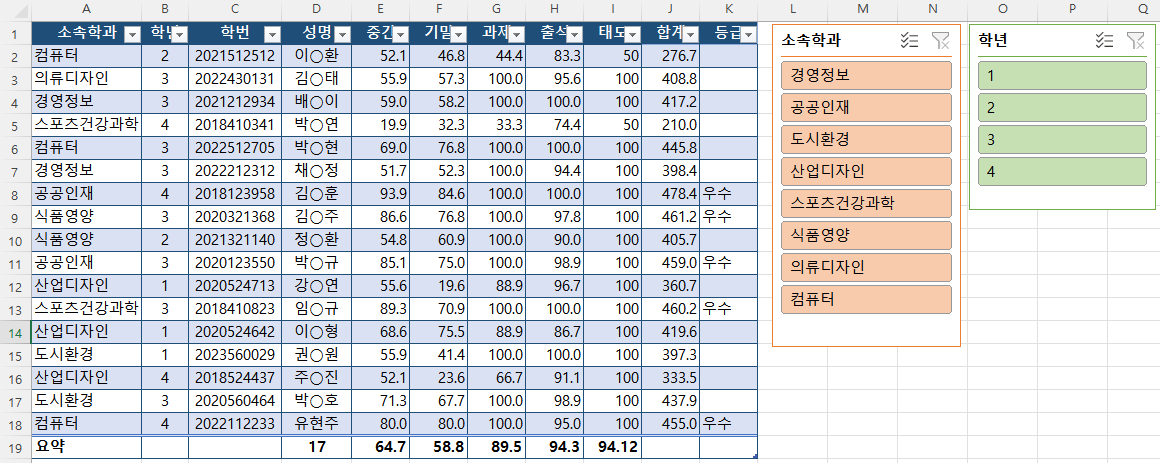 A B C D E F G H I J K L M N O P Q
1 소속학과 학년 학번 성명 중간 기말 과제 출석 태도 합계 등급
2 컴퓨터 2 2021512512 이○환 52.1 46.8 44.4 83.3 50 276.7
3 의류디자인 3 2022430131 김○태 55.9 57.3 100.0 95.6 100 408.8
4 경영정보 3 2021212934 배○이 59.0 58.2 100.0 100.0 100 417.2
5 스포츠건강과학 4 2018410341 박○연 19.9 32.3 33.3 74.4 50 210.0
6 컴퓨터 3 2022512705 박○현 69.0 76.8 100.0 100.0 100 445.8
7 경영정보 3 2022212312 채○정 51.7 52.3 100.0 94.4 100 398.4
8 공공인재 4 2018123958 김○훈 93.9 84.6 100.0 100.0 100 478.4 우수
9 식품영양 3 2020321368 김○주 86.6 76.8 100.0 97.8 100 461.2 우수
10 식품영양 2 2021321140 정○환 54.8 60.9 100.0 90.0 100 405.7
11 공공인재 3 2020123550 박○규 85.1 75.0 100.0 98.9 100 459.0 우수
12 산업디자인 1 2020524713 강○연 55.6 19.6 88.9 96.7 100 360.7
13 스포츠건강과학 3 2018410823 임○규 89.3 70.9 100.0 100.0 100 460.2 우수
14 산업디자인 1 2020524642 이○형 68.6 75.5 88.9 86.7 100 419.6
15 도시환경 1 2023560029 권○원 55.9 41.4 100.0 100.0 100 397.3
16 산업디자인 4 2018524437 주○진 52.1 23.6 66.7 91.1 100 333.5
17 도시환경 3 2020560464 박○호 71.3 67.7 100.0 98.9 100 437.9
18 컴퓨터 4 2022112233 유현주 80.0 80.0 100.0 95.0 100 455.0 우수
19 요약 17 64.7 58.8 89.5 94.3 94.12
소속학과
경영정보
공공인재
도시환경
산업디자인
스포츠건강과학
식품영양
의류디자인
컴퓨터
학년
1
2
3
4